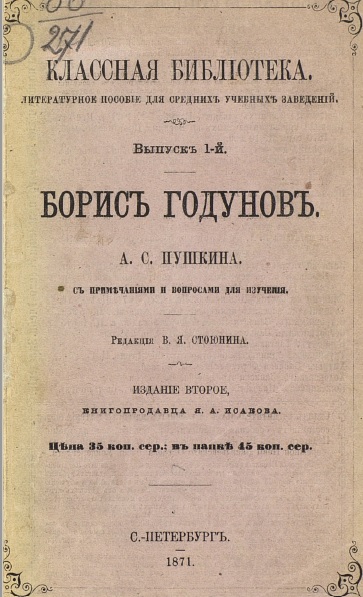 271
КЛАССНАЯ БИБЛІОТЕКА.
ЛИТЕРАТУРНОЕ ПОСОБІЕ ДЛЯ СРЕДНИХЪ УЧЕБНЫХЪ ЗАВЕДЕНІЙ.
Выпускъ 1-й.
БОРИСЪ ГОДУНОВЪ.
А. С. ПУШКИНА.
СЪ ПРИМѢЧАНІЯМИ И ВОПРОСАМИ ДЛЯ ИЗУЧЕНІЯ.
Редакція В. Я. СТОЮНИНА.
ИЗДАНІЕ ВТОРОЕ,
КНИГОПРОДАВЦА Я. А. ИСАКОВА.
Цѣна 35 коп. сер.; въ папкѣ 45 коп. сер.
С.-ПЕТЕРБУРГЪ.
1871.